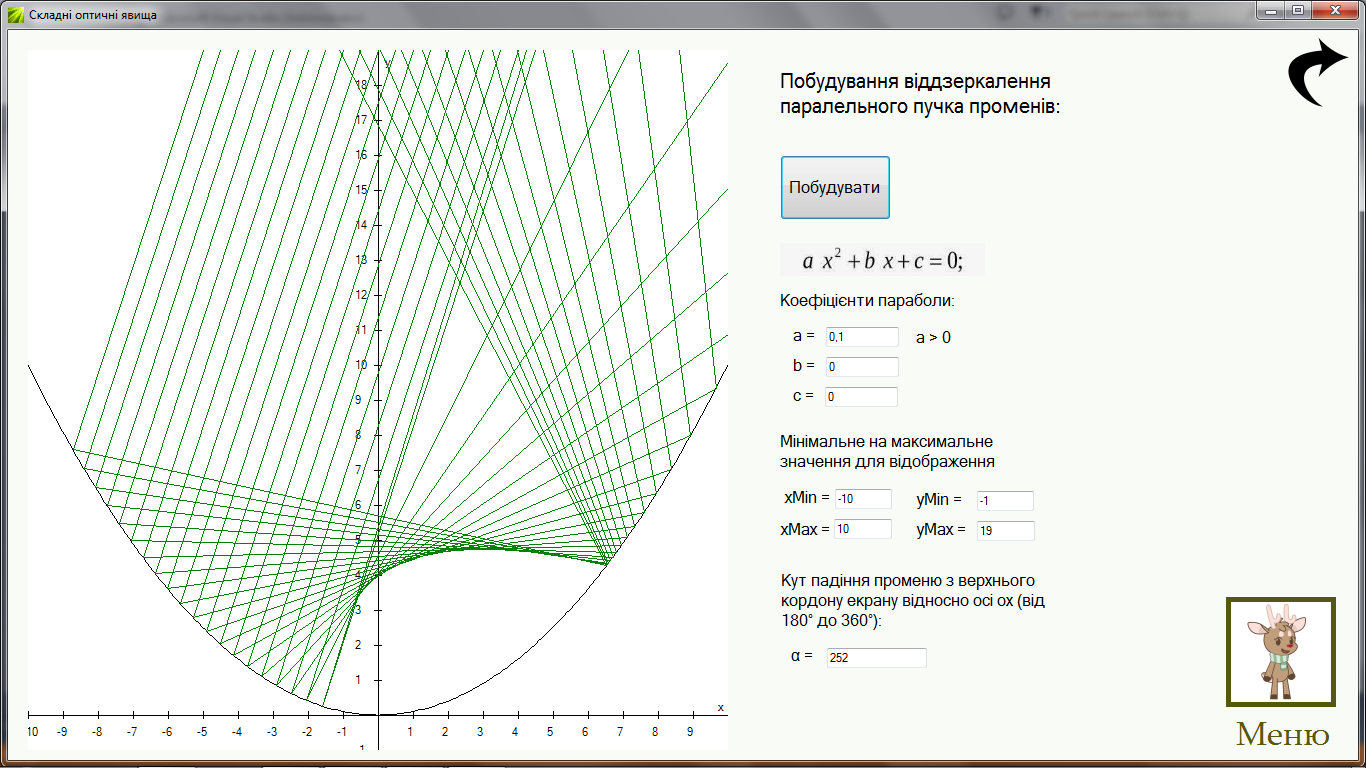 Складні оптичні явища
y
18
17
16
15
14
13
12
11
10
9
8
7
6
5
4
3
2
1
x
10 -9 -8 -7 -6 -5 -4 -3 -2 -1 1 2 3 4 5 6 7 8 9
Побудування віддзеркалення
паралельного пучка променів:
Побудувати
a x² + b x + c = 0;
Коефіцієнти параболи:
a = 0,1 a > 0
b = 0
c = 0
Мінімальне на максимальне
значення для відображення
xMin = -10 yMin = -1
xMax = 10 yMax = 19
Кут падіння променю з верхнього
кордону екрану відносно осі ох (від
180° до 360°):
α = 252
Меню